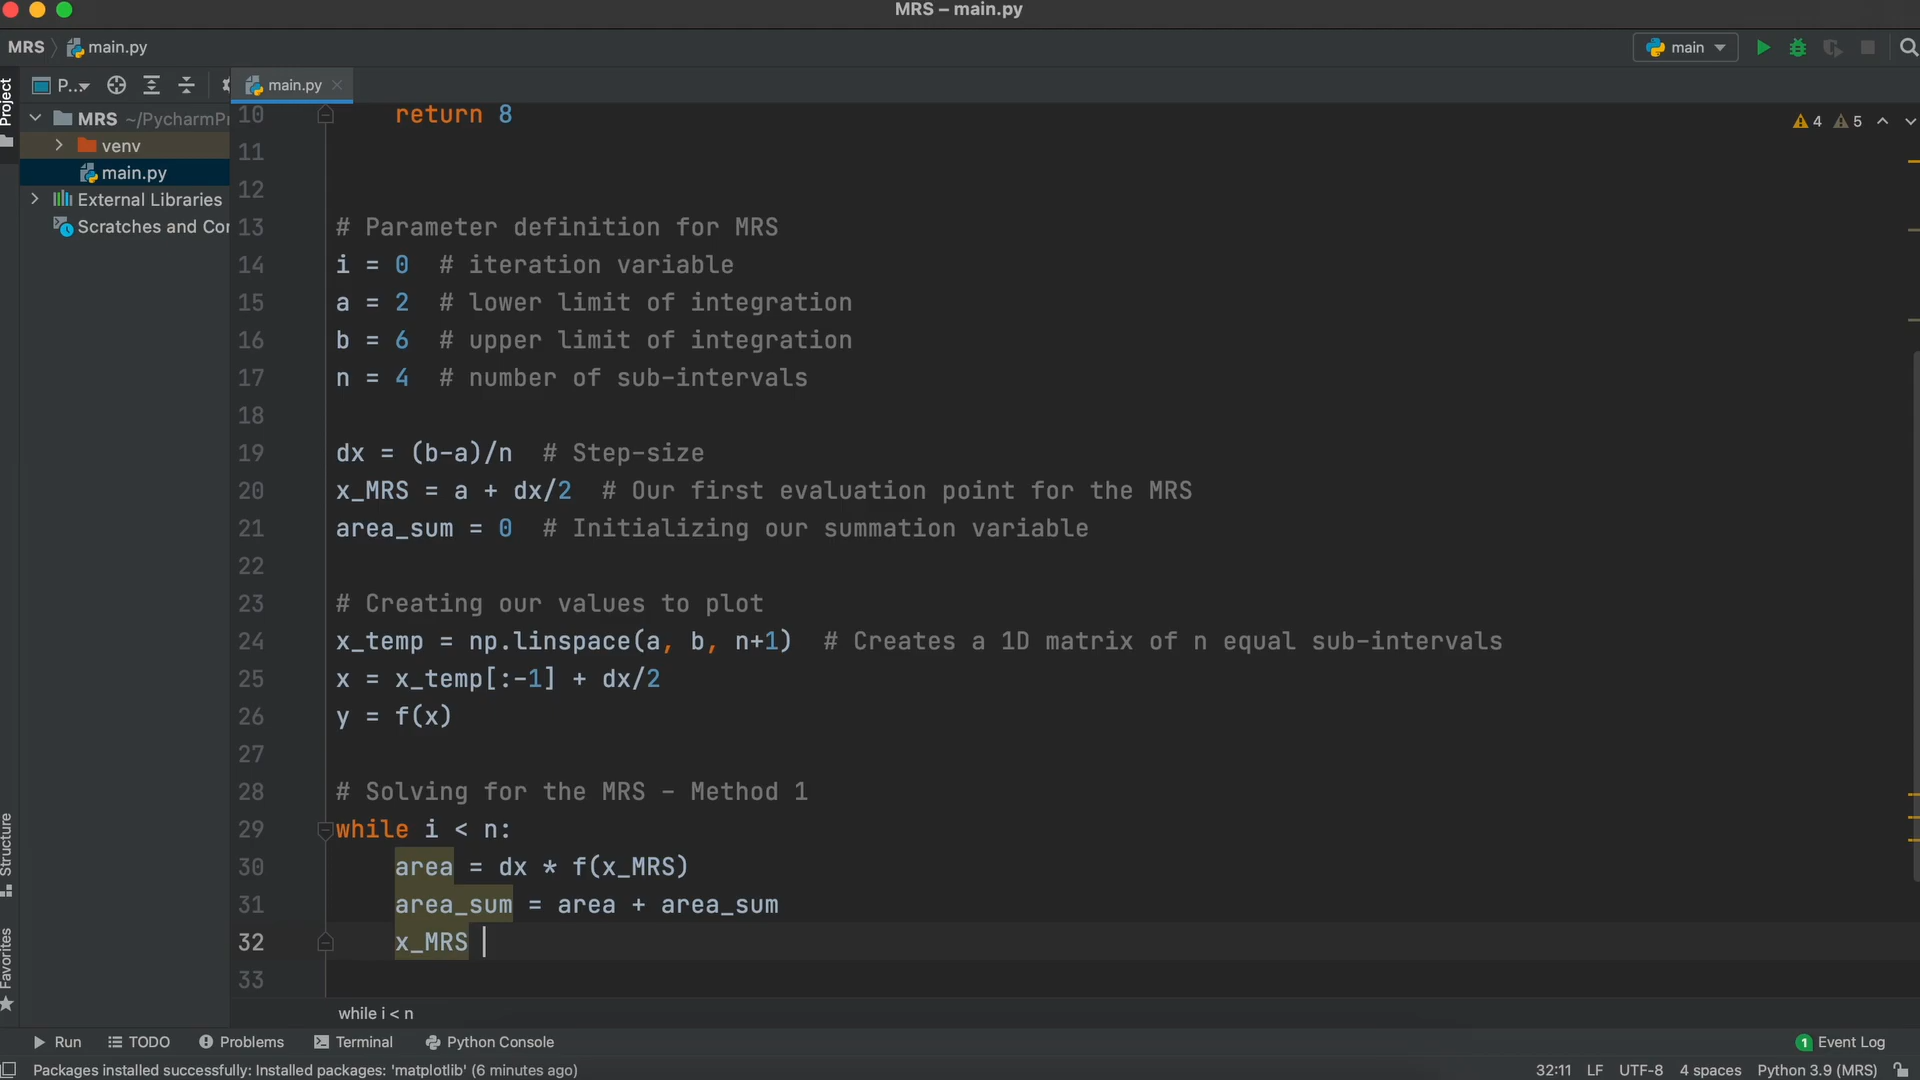 MRS – main.py
MRS
main.py
main
P...
main.py
Project
MRS ~/PycharmPr
venv
main.py
External Libraries
Scratches and Cor
4
5
10 return 8
11
12
13 # Parameter definition for MRS
14 i = 0 # iteration variable
15 a = 2 # lower limit of integration
16 b = 6 # upper limit of integration
17 n = 4 # number of sub-intervals
18
19 dx = (b-a)/n # Step-size
20 x_MRS = a + dx/2 # Our first evaluation point for the MRS
21 area_sum = 0 # Initializing our summation variable
22
23 # Creating our values to plot
24 x_temp = np.linspace(a, b, n+1) # Creates a 1D matrix of n equal sub-intervals
25 x = x_temp[:-1] + dx/2
26 y = f(x)
27
28 # Solving for the MRS - Method 1
29 while i < n:
30 area = dx * f(x_MRS)
31 area_sum = area + area_sum
32 x_MRS
33
Structure
Favorites
while i < n
Run
TODO
Problems
Terminal
Python Console
1 Event Log
Packages installed successfully: Installed packages: 'matplotlib' (6 minutes ago)
32:11 LF UTF-8 4 spaces Python 3.9 (MRS)